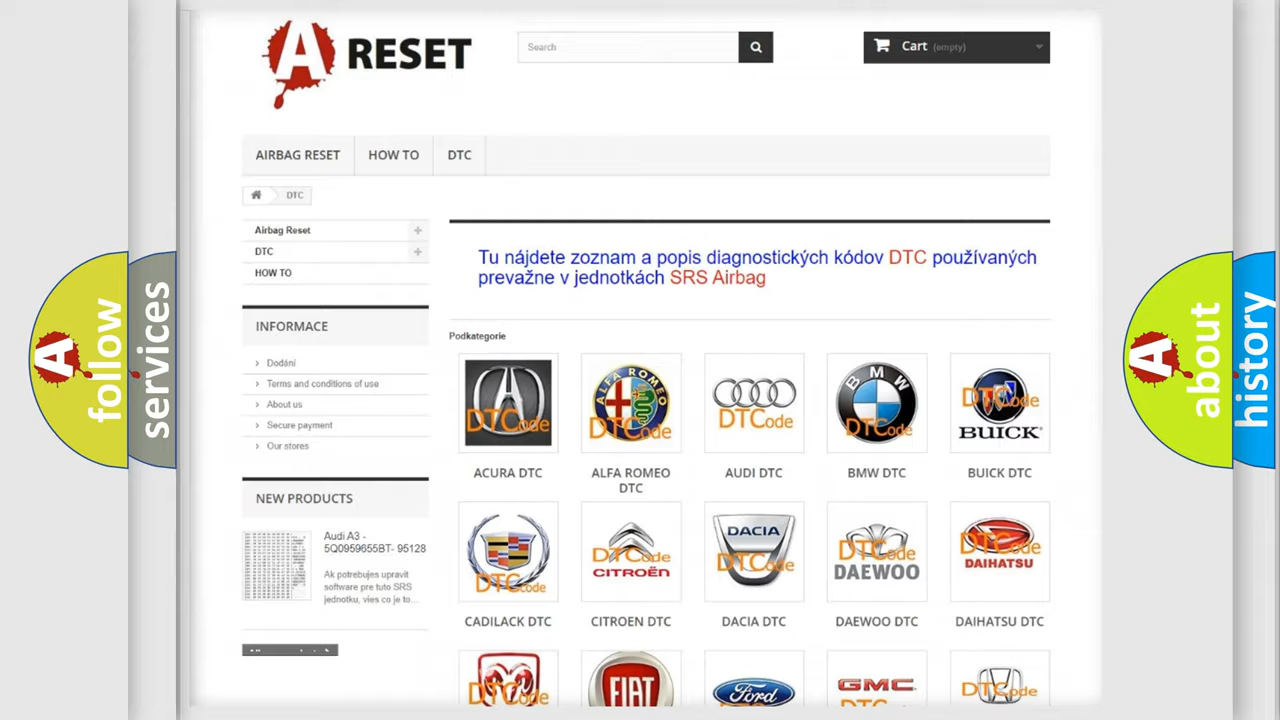 A RESET
Search
Cart (empty)
AIRBAG RESET
HOW TO
DTC
DTC
Airbag Reset
DTC
HOW TO
INFORMACE
Dodání
Terms and conditions of use
About us
Secure payment
Our stores
NEW PRODUCTS
Audi A3 -
5Q0959655BT- 95128
Ak potrebujes upravit
software pre tuto SRS
jednotku, vies co je to...
Tu nájdete zoznam a popis diagnostických kódov DTC používaných
prevažne v jednotkách SRS Airbag
Podkategorie
DTCode
ALFA ROMEO
DTCode
DTCode
BMW
DTCode
DTCode
BUICK
ACURA DTC
ALFA ROMEO
DTC
AUDI DTC
BMW DTC
BUICK DTC
DTCode
DTCode
CITROËN
DACIA
DTCode
DTCode
DAEWOO
DTCode
DAIHATSU
CADILACK DTC
CITROEN DTC
DACIA DTC
DAEWOO DTC
DAIHATSU DTC
DTCode
FIAT
Ford
GMC
DTCode
A follow
services
A about
history